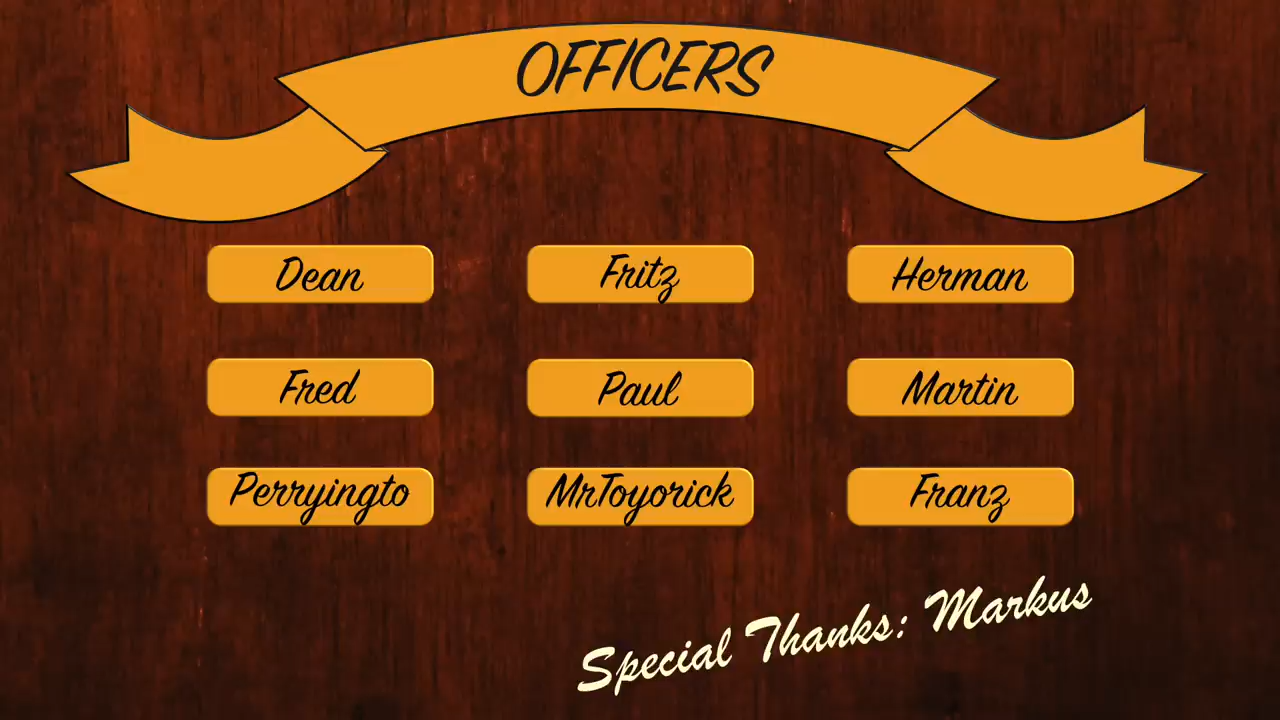 OFFICERS
Dean
Fritz
Herman
Fred
Paul
Martin
Perryingto
MrToyorick
Franz
Special Thanks: Markus